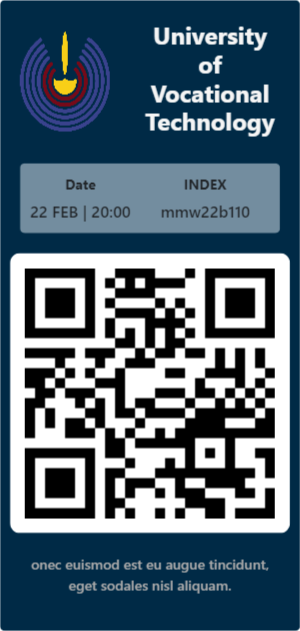 University
of
Vocational
Technology
Date INDEX
22 FEB | 20:00 mmw22b110
onec euismod est eu augue tincidunt,
eget sodales nisl aliquam.